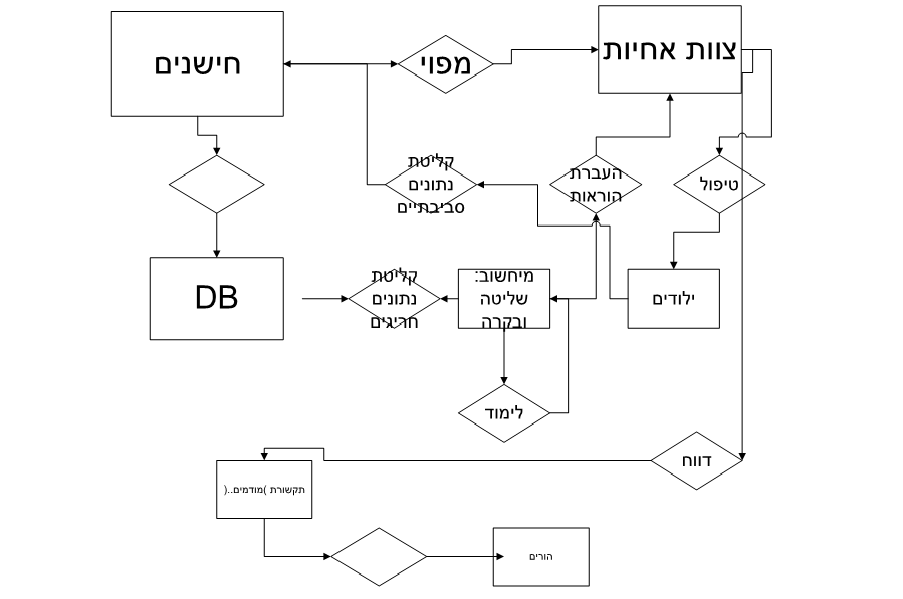 חישנים
מפוי
צוות אחיות
קליטת
נתונים
סביבתיים
העברת
הוראות
טיפול
DB
קליטת
נתונים
חריגים
מיחשוב:
שליטה
ובקרה
ילודים
לימוד
דווח
תקשורת )מודמים..(
הורים